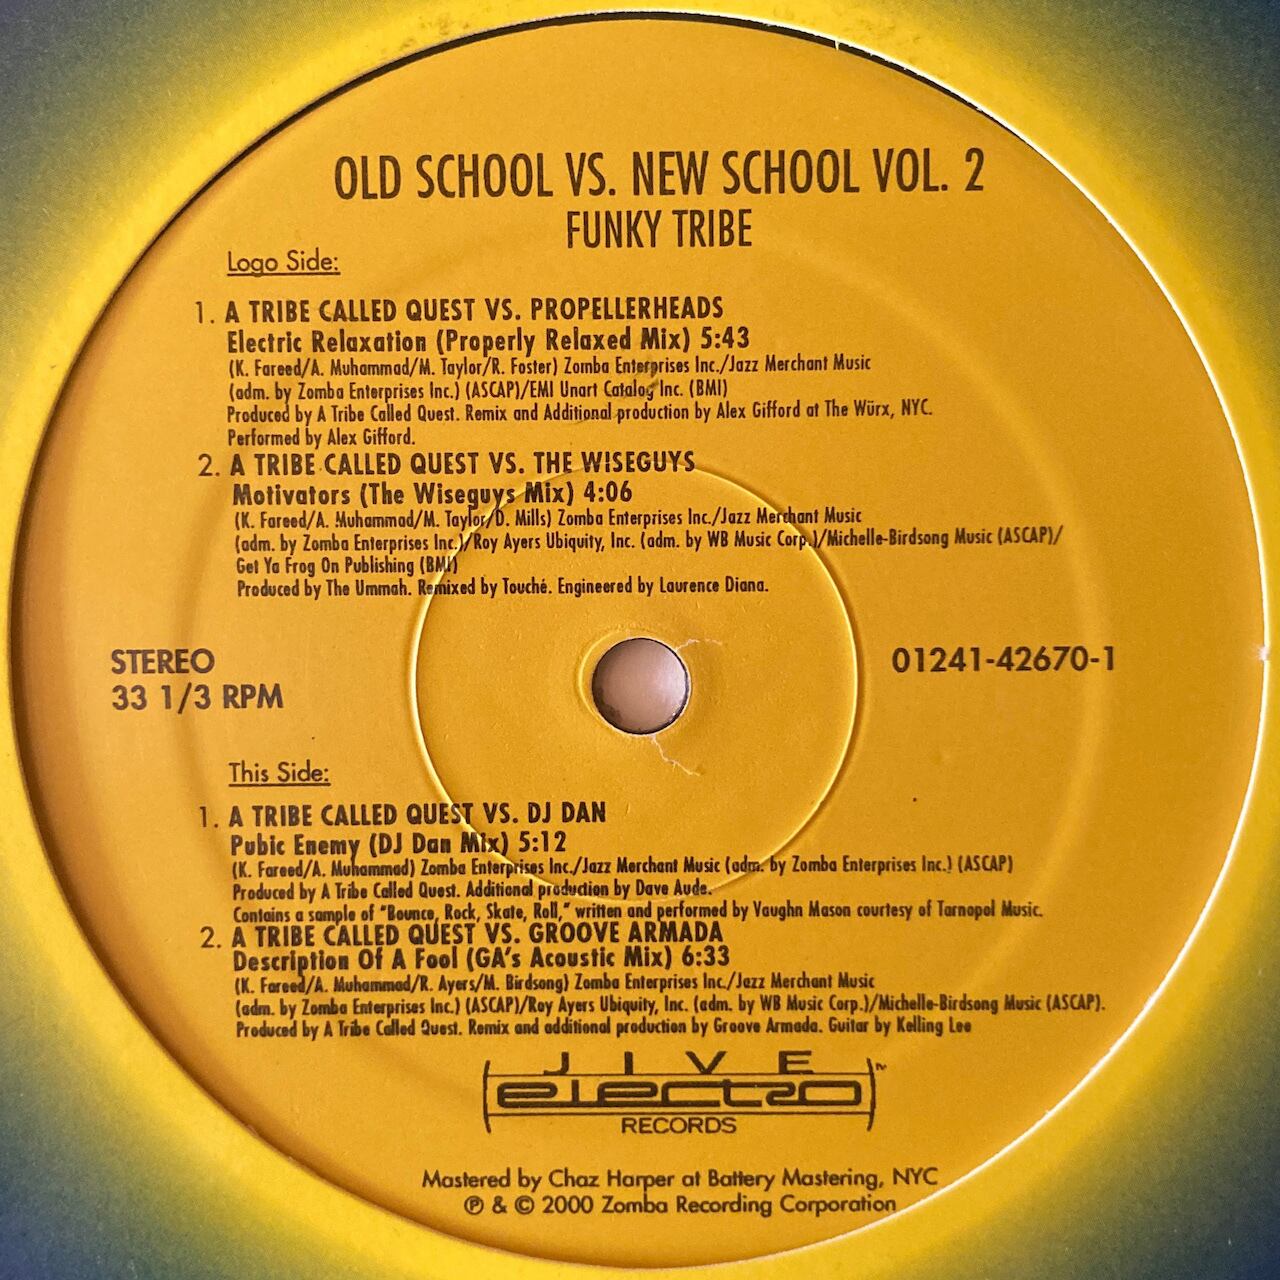 OLD SCHOOL VS. NEW SCHOOL VOL. 2
FUNKY TRIBE
Logo Side:
1. A TRIBE CALLED QUEST VS. PROPELLERHEADS
Electric Relaxation (Properly Relaxed Mix) 5:43
(K. Fareed/A. Muhammad/M. Taylor/R. Foster) Zomba Enterprises Inc./Jazz Merchant Music
(adm. by Zomba Enterprises Inc.) (ASCAP)/EMI Unart Catalog Inc. (BMI)
Produced by A Tribe Called Quest. Remix and Additional production by Alex Gifford at The Würx, NYC.
Performed by Alex Gifford.
2. A TRIBE CALLED QUEST VS. THE WISEGUYS
Motivators (The Wiseguys Mix) 4:06
(K. Fareed/A. Muhammad/M. Taylor/D. Mills) Zomba Enterprises Inc./Jazz Merchant Music
(adm. by Zomba Enterprises Inc.)/Roy Ayers Ubiquity, Inc. (adm. by WB Music Corp.)/Michelle-Birdsong Music (ASCAP)/
Get Ya Frog On Publishing (BMI)
Produced by The Ummah. Remixed by Touché. Engineered by Laurence Diana.
STEREO
33 1/3 RPM
01241-42670-1
This Side:
1. A TRIBE CALLED QUEST VS. DJ DAN
Pubic Enemy (DJ Dan Mix) 5:12
(K. Fareed/A. Muhammad) Zomba Enterprises Inc./Jazz Merchant Music (adm. by Zomba Enterprises Inc.) (ASCAP)
Produced by A Tribe Called Quest. Additional production by Dave Aude.
Contains a sample of "Bounce, Rock, Skate, Roll," written and performed by Vaughn Mason courtesy of Tarnopol Music.
2. A TRIBE CALLED QUEST VS. GROOVE ARMADA
Description Of A Fool (GA's Acoustic Mix) 6:33
(K. Fareed/A. Muhammad/R. Ayers/M. Birdsong) Zomba Enterprises Inc./Jazz Merchant Music
(adm. by Zomba Enterprises Inc.) (ASCAP)/Roy Ayers Ubiquity, Inc. (adm. by WB Music Corp.)/Michelle-Birdsong Music (ASCAP).
Produced by A Tribe Called Quest. Remix and additional production by Groove Armada. Guitar by Kelling Lee
JIVE
electro TM
RECORDS
Mastered by Chaz Harper at Battery Mastering, NYC
℗ & © 2000 Zomba Recording Corporation